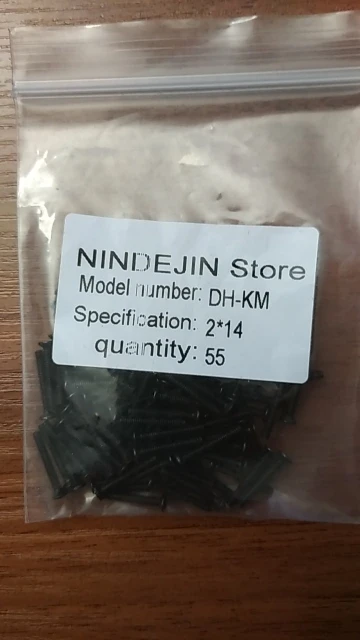 NINDEJIN Store
Model number: DH-KM
Specification: 2*14
quantity: 55